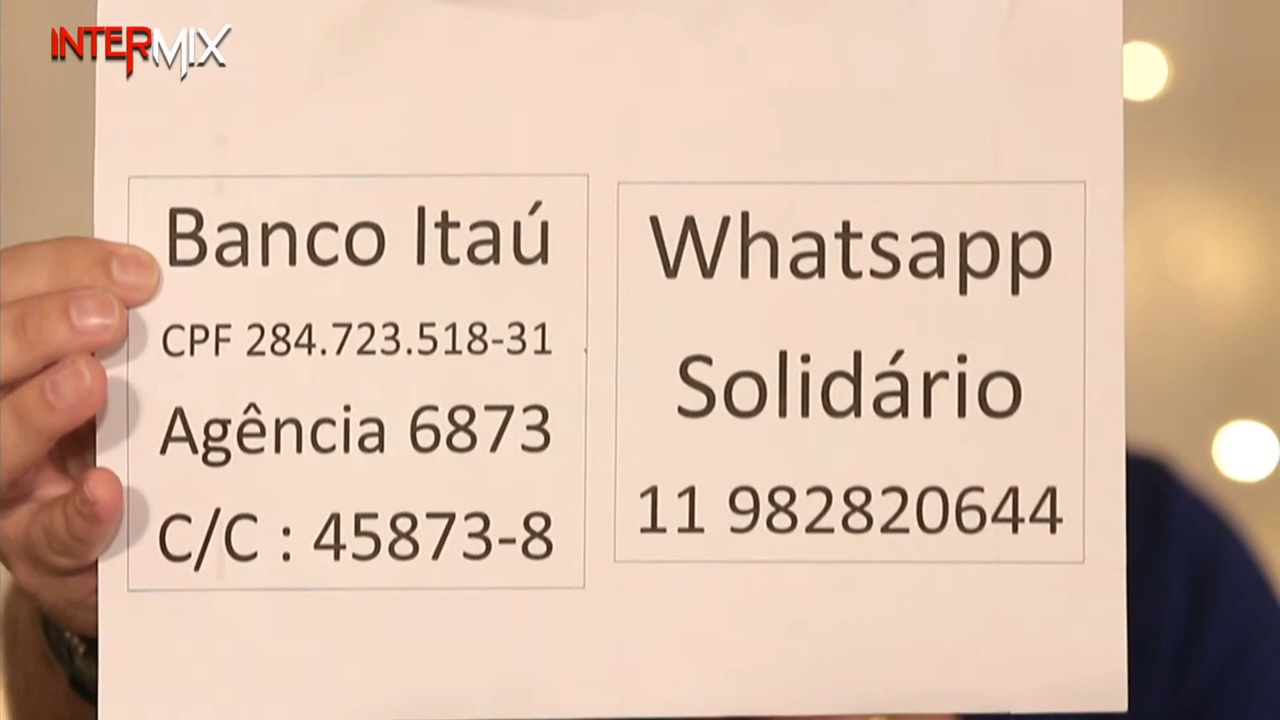 INTERMIX
Banco Itaú
CPF 284.723.518-31
Agência 6873
C/C : 45873-8
Whatsapp
Solidário
11 982820644